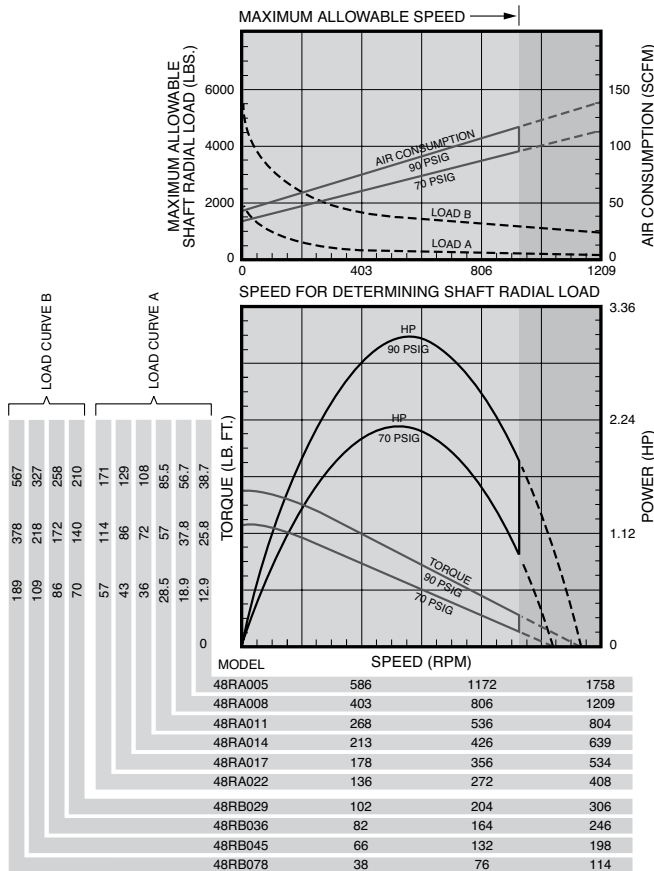 MAXIMUM ALLOWABLE SPEED
MAXIMUM ALLOWABLE
SHAFT RADIAL LOAD (LBS.)
6000
4000
2000
0
AIR CONSUMPTION
90 PSIG
70 PSIG
LOAD B
LOAD A
150
100
50
0
AIR CONSUMPTION (SCFM)
0 403 806 1209
SPEED FOR DETERMINING SHAFT RADIAL LOAD
LOAD CURVE B
LOAD CURVE A
567 327 258 210 171 129 108 85.5 56.7 38.7
378 218 172 140 114 86 72 57 37.8 25.8
189 109 86 70 57 43 36 28.5 18.9 12.9
0
TORQUE (LB. FT.)
HP
90 PSIG
HP
70 PSIG
TORQUE
90 PSIG
70 PSIG
3.36
2.24
1.12
0
POWER (HP)
MODEL SPEED (RPM)
48RA005 586 1172 1758
48RA008 403 806 1209
48RA011 268 536 804
48RA014 213 426 639
48RA017 178 356 534
48RA022 136 272 408
48RB029 102 204 306
48RB036 82 164 246
48RB045 66 132 198
48RB078 38 76 114